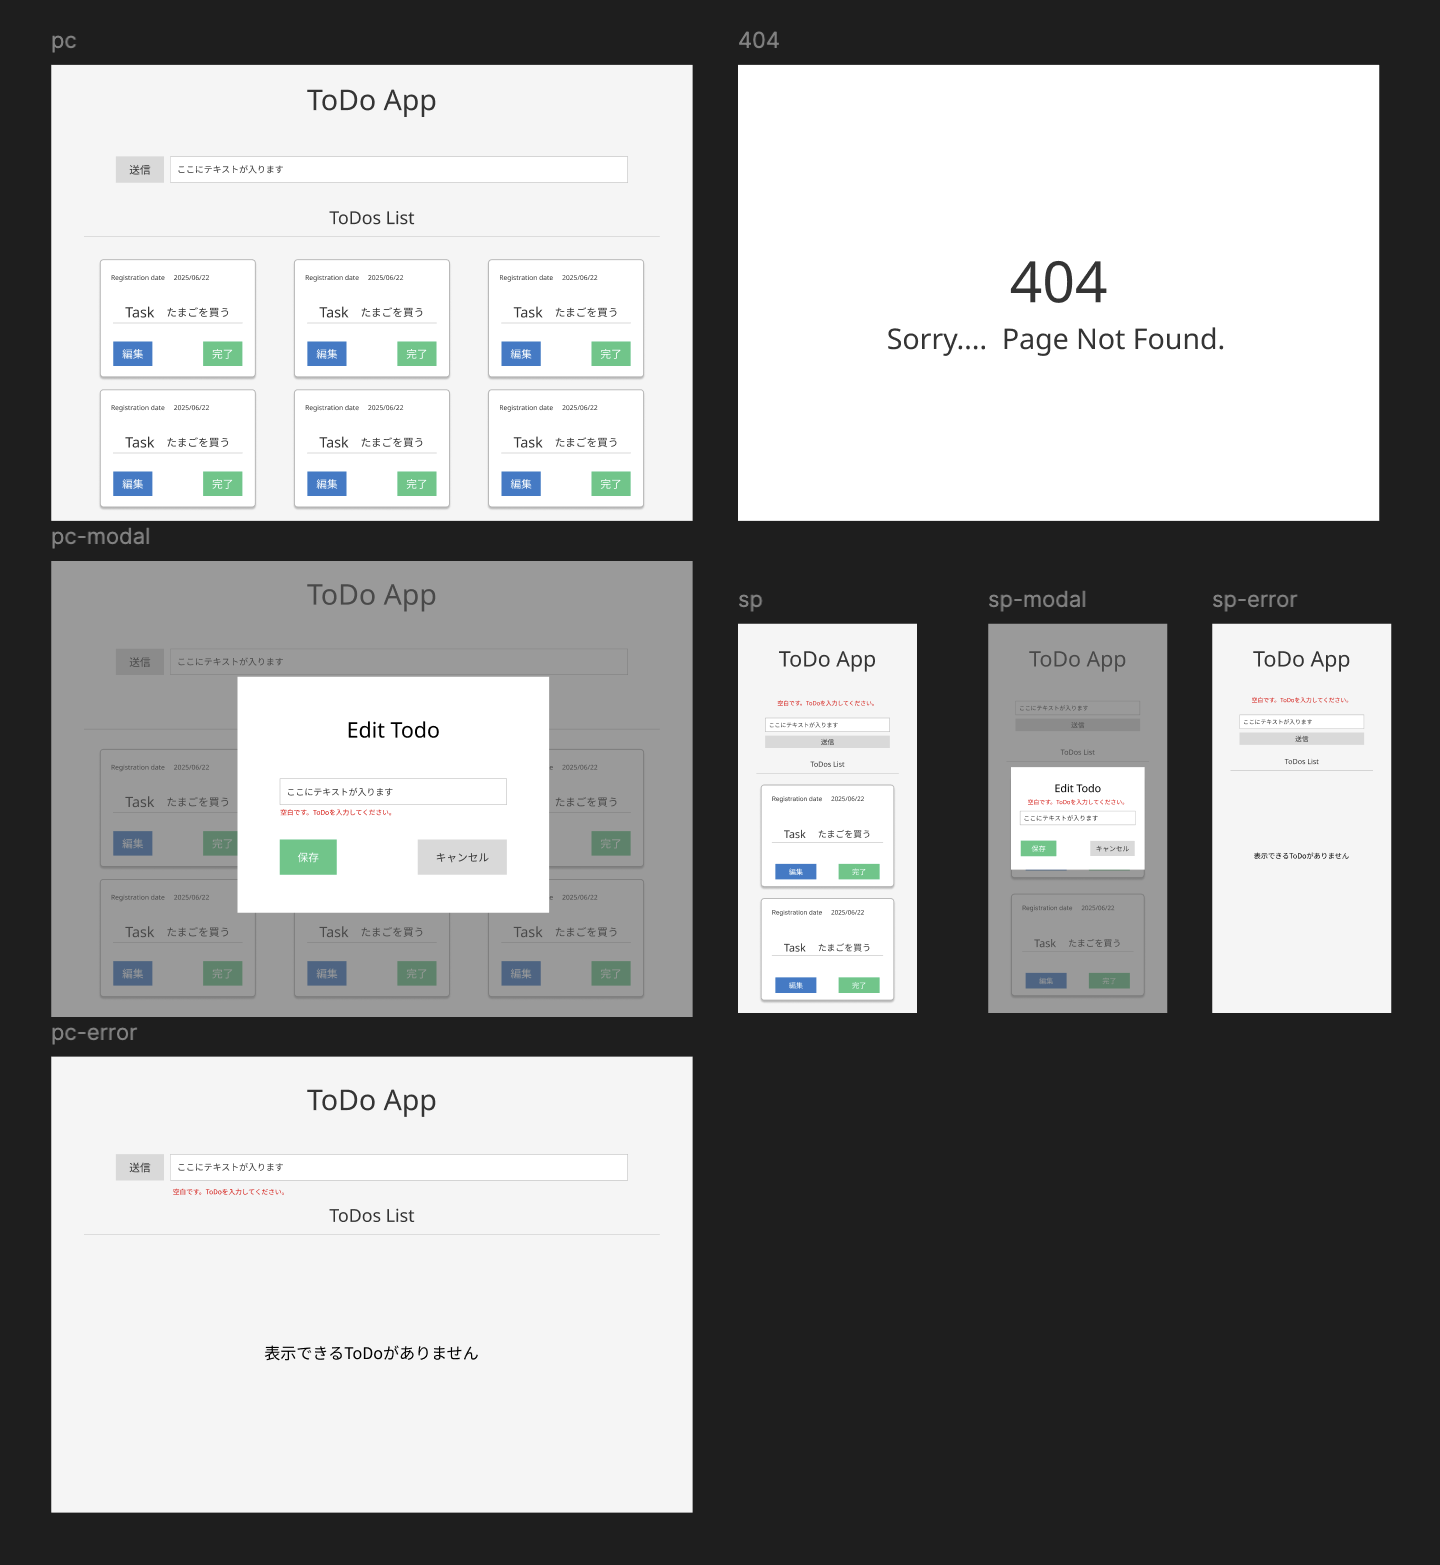 pc
ToDo App
送信 ここにテキストが入ります
ToDos List
Registration date 2025/06/22
Task たまごを買う
編集 完了
Registration date 2025/06/22
Task たまごを買う
編集 完了
Registration date 2025/06/22
Task たまごを買う
編集 完了
Registration date 2025/06/22
Task たまごを買う
編集 完了
Registration date 2025/06/22
Task たまごを買う
編集 完了
Registration date 2025/06/22
Task たまごを買う
編集 完了
404
404
Sorry.... Page Not Found.
pc-modal
ToDo App
送信 ここにテキストが入ります
Registration date 2025/06/22
Task たまごを買う
編集 完了
e 2025/06/22
たまごを買う
完了
Edit Todo
ここにテキストが入ります
空白です。ToDoを入力してください。
保存 キャンセル
Registration date 2025/06/22
Task たまごを買う
編集 完了
Registration date 2025/06/22
Task たまごを買う
編集 完了
Registration date 2025/06/22
Task たまごを買う
編集 完了
sp
ToDo App
空白です。ToDoを入力してください。
ここにテキストが入ります
送信
ToDos List
Registration date 2025/06/22
Task たまごを買う
編集 完了
Registration date 2025/06/22
Task たまごを買う
編集 完了
sp-modal
ToDo App
ここにテキストが入ります
送信
ToDos List
Edit Todo
空白です。ToDoを入力してください。
ここにテキストが入ります
保存 キャンセル
Registration date 2025/06/22
Task たまごを買う
編集 完了
sp-error
ToDo App
空白です。ToDoを入力してください。
ここにテキストが入ります
送信
ToDos List
表示できるToDoがありません
pc-error
ToDo App
送信 ここにテキストが入ります
空白です。ToDoを入力してください。
ToDos List
表示できるToDoがありません